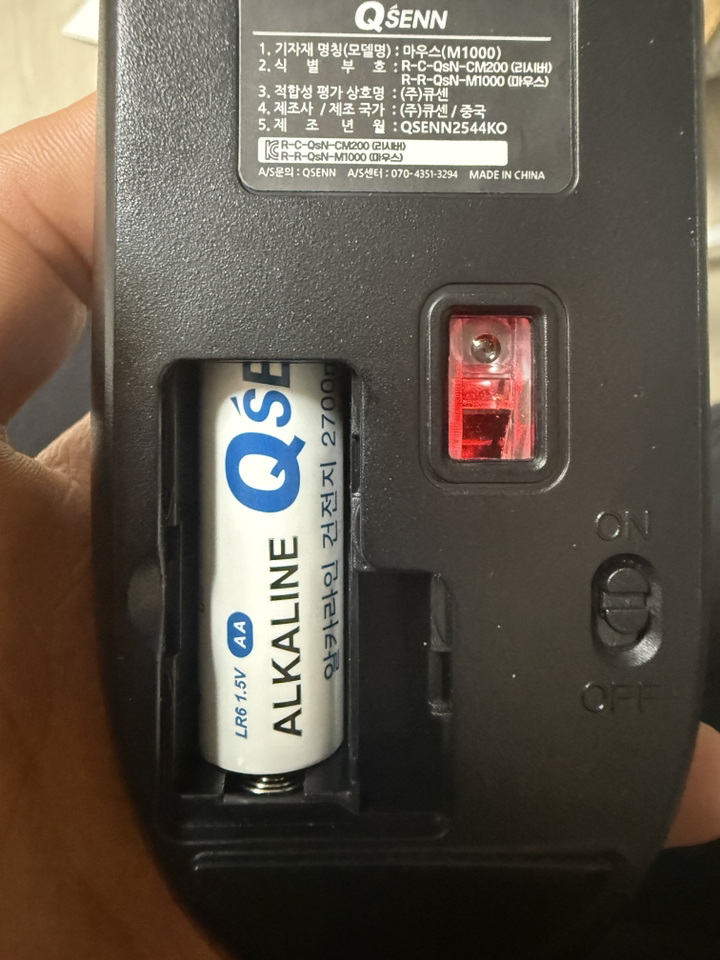 QSENN
1. 기자재 명칭(모델명) : 마우스(M1000)
2. 식 별 부 호 : R-C-QsN-CM200 (리시버)
R-R-QsN-M1000 (마우스)
3. 적합성 평가 상호명 : (주)큐센
4. 제조사 / 제조 국가 : (주)큐센 / 중국
5. 제 조 년 월 : QSENN2544KO
R-C-QsN-CM200 (리시버)
R-R-QsN-M1000 (마우스)
A/S문의 : QSENN A/S센터 : 070-4351-3294 MADE IN CHINA
QSE
알카라인 건전지 2700
ALKALINE
LR6 1.5V AA
ON
OFF